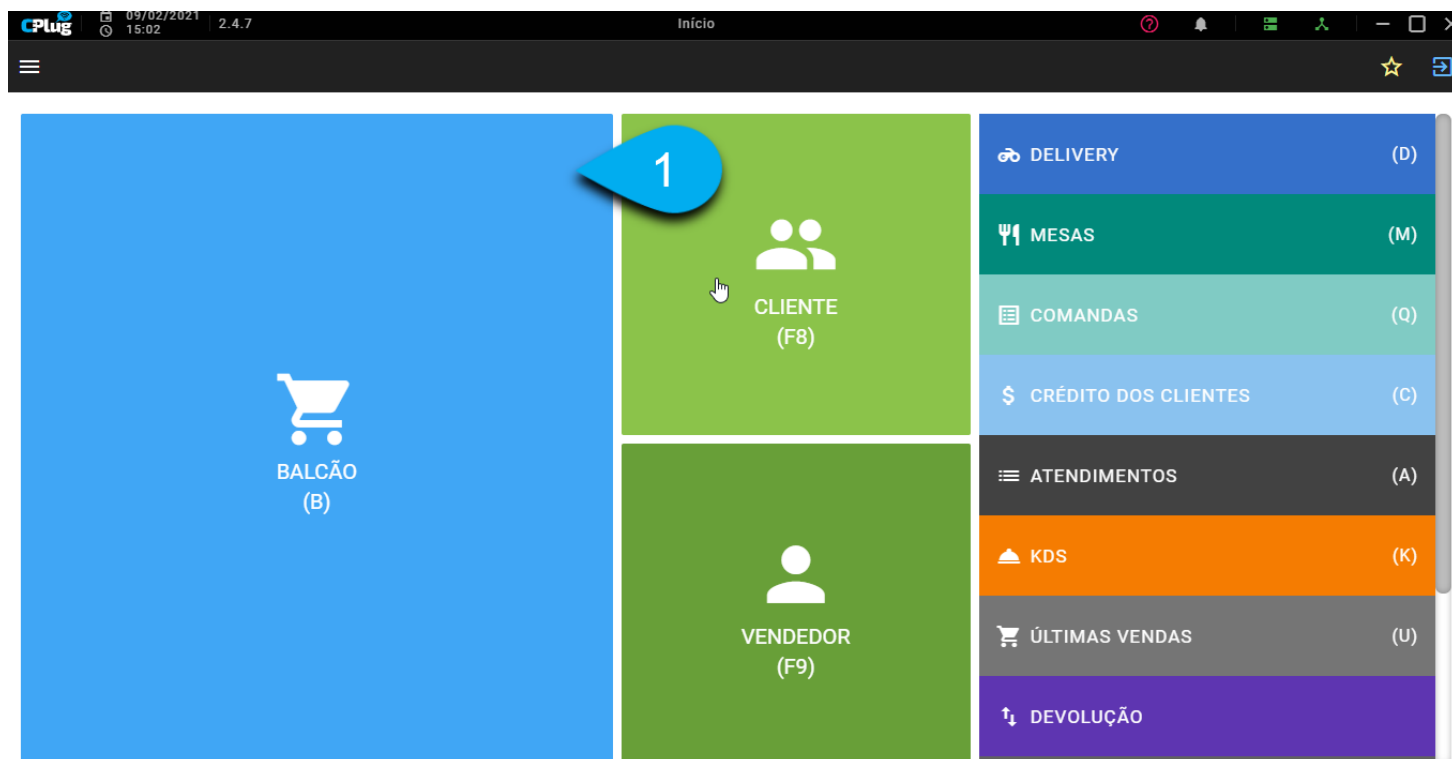 CPlug
09/02/2021
15:02
2.4.7
Início
1
BALCÃO
(B)
CLIENTE
(F8)
VENDEDOR
(F9)
DELIVERY (D)
MESAS (M)
COMANDAS (Q)
$ CRÉDITO DOS CLIENTES (C)
ATENDIMENTOS (A)
KDS (K)
ÚLTIMAS VENDAS (U)
DEVOLUÇÃO